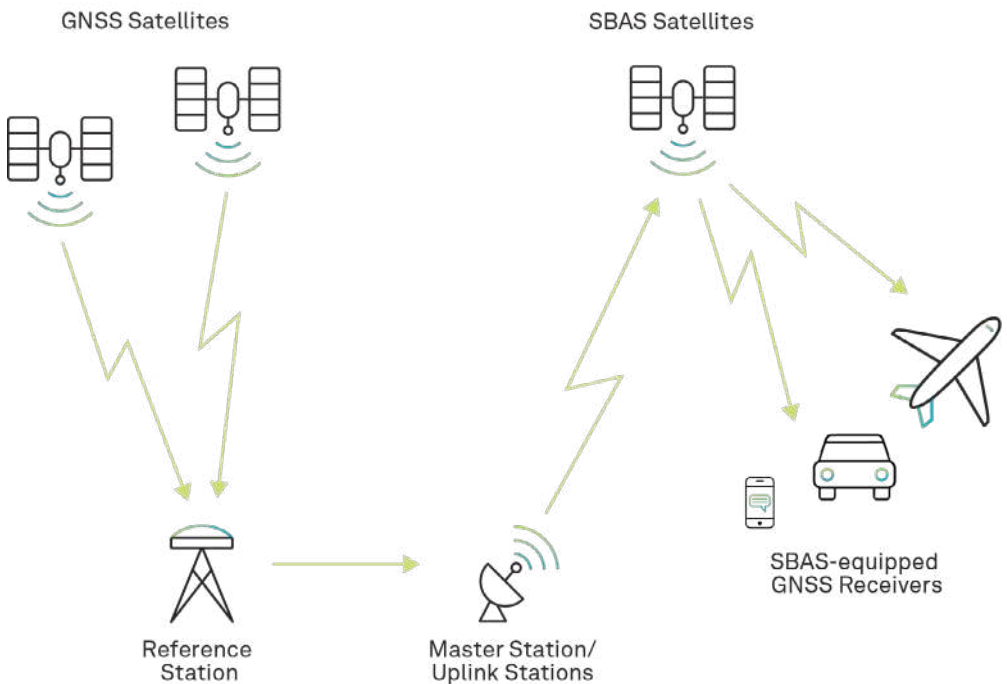 GNSS Satellites
SBAS Satellites
SBAS-equipped
GNSS Receivers
Reference
Station
Master Station/
Uplink Stations